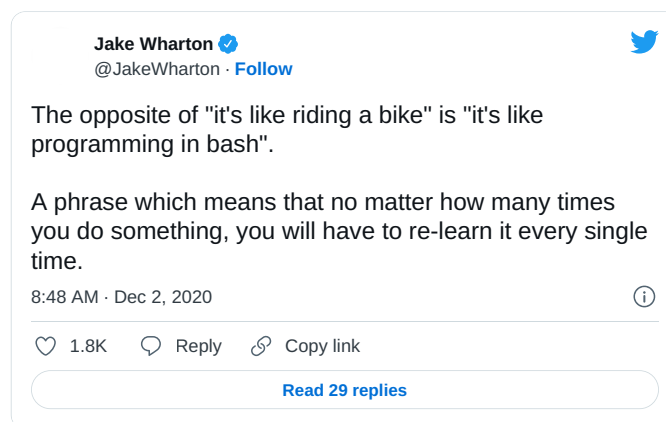 Jake Wharton
@JakeWharton · Follow
The opposite of "it's like riding a bike" is "it's like
programming in bash".
A phrase which means that no matter how many times
you do something, you will have to re-learn it every single
time.
8:48 AM · Dec 2, 2020
1.8K Reply Copy link
Read 29 replies